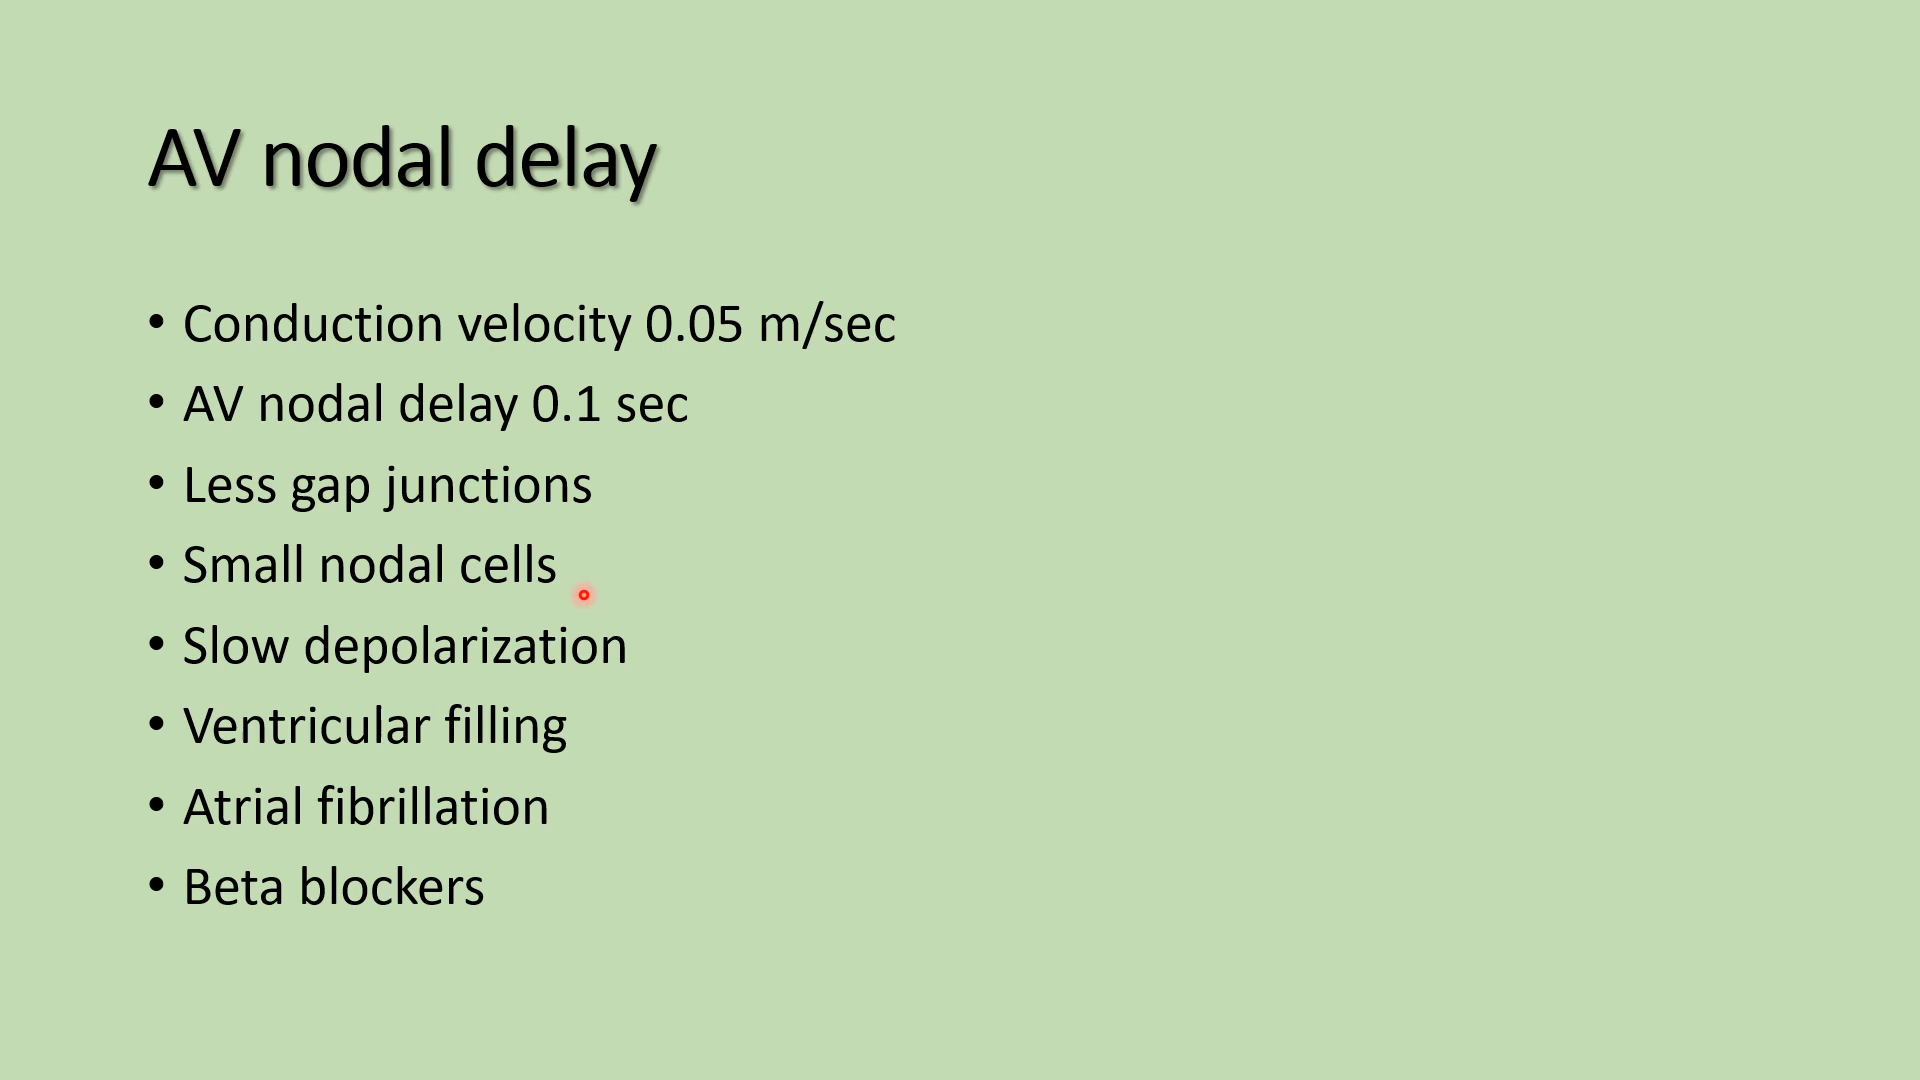 AV nodal delay
• Conduction velocity 0.05 m/sec
• AV nodal delay 0.1 sec
• Less gap junctions
• Small nodal cells
• Slow depolarization
• Ventricular filling
• Atrial fibrillation
• Beta blockers